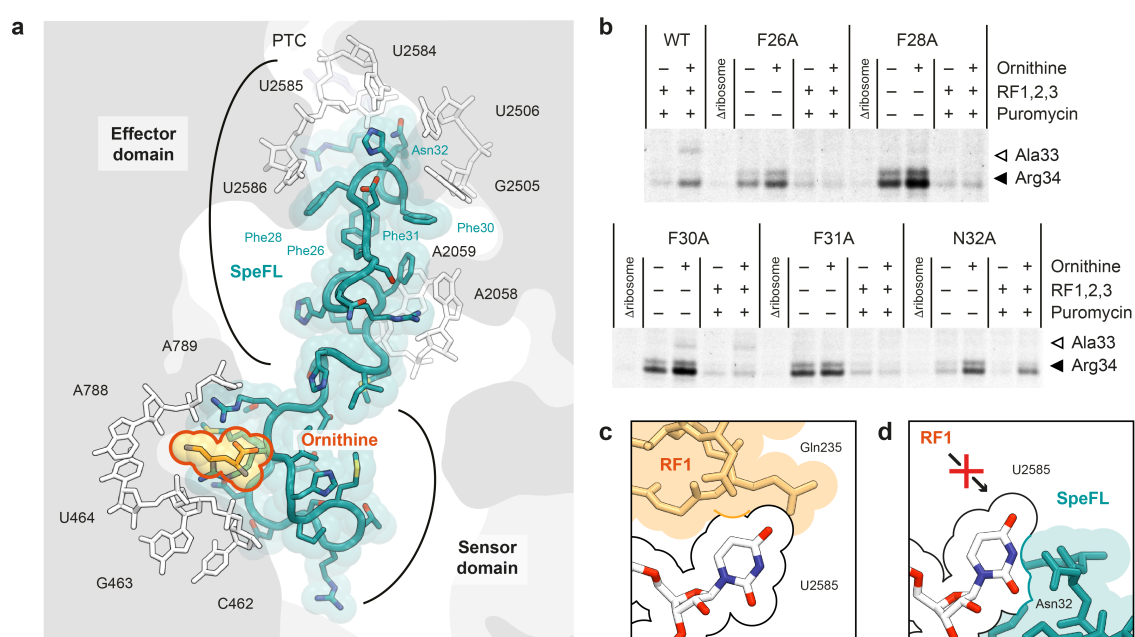 a
PTC
U2584
U2585
U2506
Effector
domain
Asn32
U2586
G2505
Phe28
Phe26
Phe31
Phe30
SpeFL
A2059
A2058
A789
A788
Ornithine
U464
G463
C462
Sensor
domain
b
WT F26A F28A
Δribosome Δribosome
– + – + – + – + – + Ornithine
+ + – – + + – – + + RF1,2,3
+ + – – + + – – + + Puromycin
Ala33
Arg34
F30A F31A N32A
Δribosome Δribosome Δribosome
– + – + – + – + – + – + Ornithine
– – + + – – + + – – + + RF1,2,3
– – + + – – + + – – + + Puromycin
Ala33
Arg34
c
RF1
Gln235
U2585
d
RF1
U2585
SpeFL
Asn32